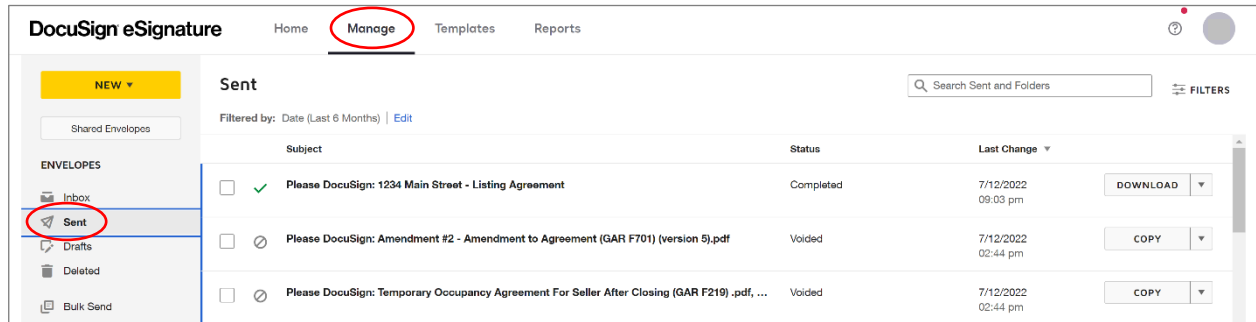 DocuSign eSignature Home Manage Templates Reports
NEW Sent Search Sent and Folders FILTERS
Shared Envelopes Filtered by: Date (Last 6 Months) | Edit
Subject Status Last Change
ENVELOPES
Inbox Please DocuSign: 1234 Main Street - Listing Agreement Completed 7/12/2022 DOWNLOAD
09:03 pm
Sent
Drafts Please DocuSign: Amendment #2 - Amendment to Agreement (GAR F701) (version 5).pdf Voided 7/12/2022 COPY
02:44 pm
Deleted
Bulk Send Please DocuSign: Temporary Occupancy Agreement For Seller After Closing (GAR F219) .pdf, ... Voided 7/12/2022 COPY
02:44 pm